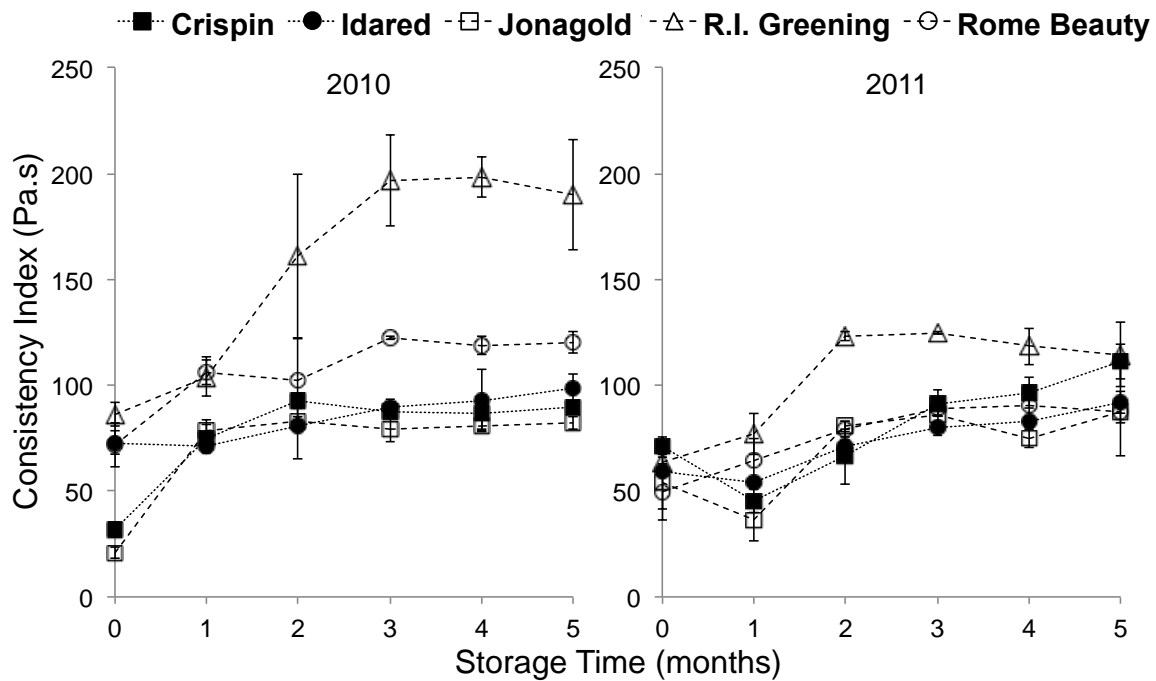 Crispin Idared Jonagold R.I. Greening Rome Beauty
2010 2011
Consistency Index (Pa.s)
250
200
150
100
50
0
0 1 2 3 4 5
250
200
150
100
50
0
0 1 2 3 4 5
Storage Time (months)